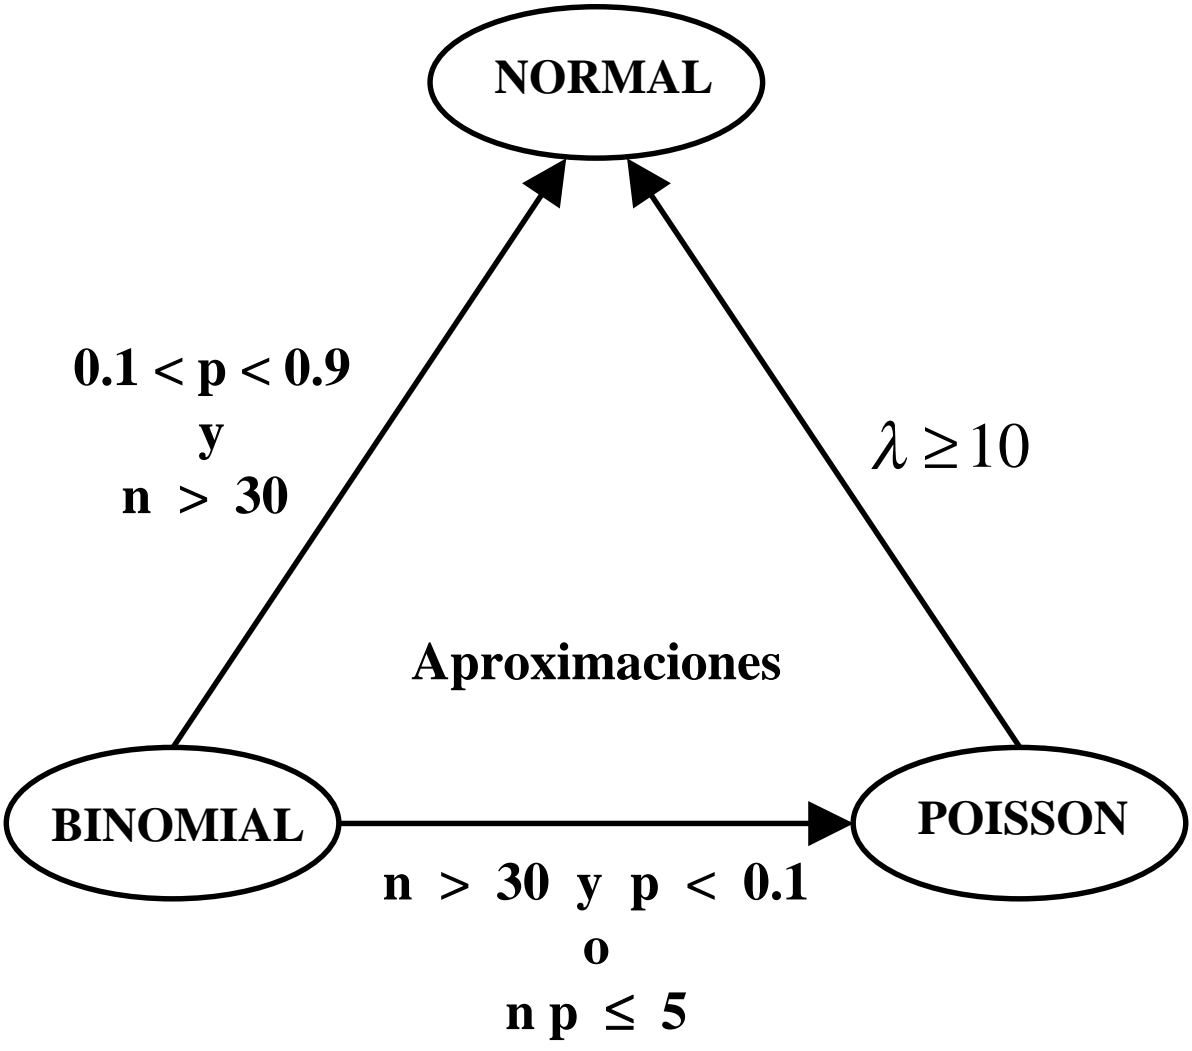 NORMAL
0.1 < p < 0.9
y
n > 30
λ ≥ 10
Aproximaciones
BINOMIAL
POISSON
n > 30 y p < 0.1
o
n p ≤ 5